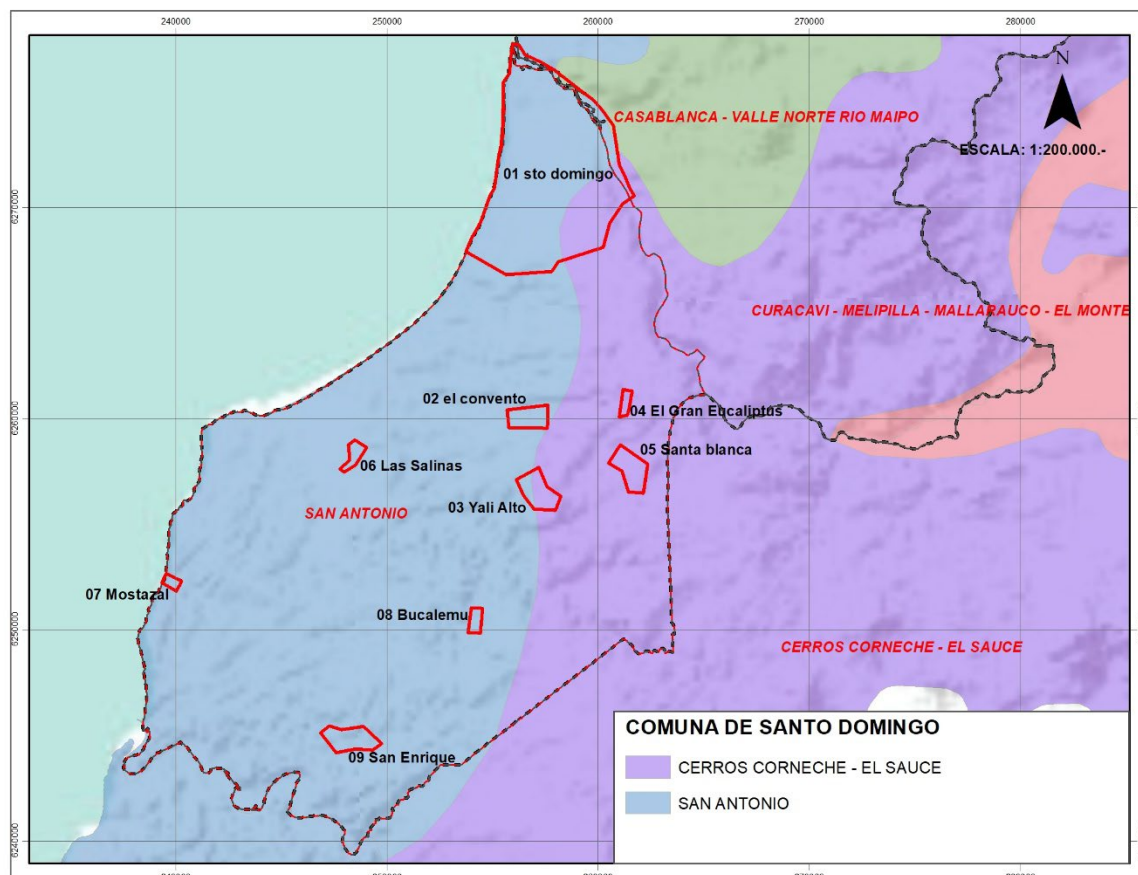 240000
250000
260000
270000
280000
N
CASABLANCA - VALLE NORTE RIO MAIPO
ESCALA: 1:200.000.-
01 sto domingo
6270000
CURACAVI - MELIPILLA - MALLARAUCO - EL MONTE
02 el convento
04 El Gran Eucaliptus
6260000
05 Santa blanca
06 Las Salinas
03 Yali Alto
SAN ANTONIO
07 Mostazal
08 Bucalemu
6250000
CERROS CORNECHE - EL SAUCE
09 San Enrique
COMUNA DE SANTO DOMINGO
CERROS CORNECHE - EL SAUCE
SAN ANTONIO
6240000